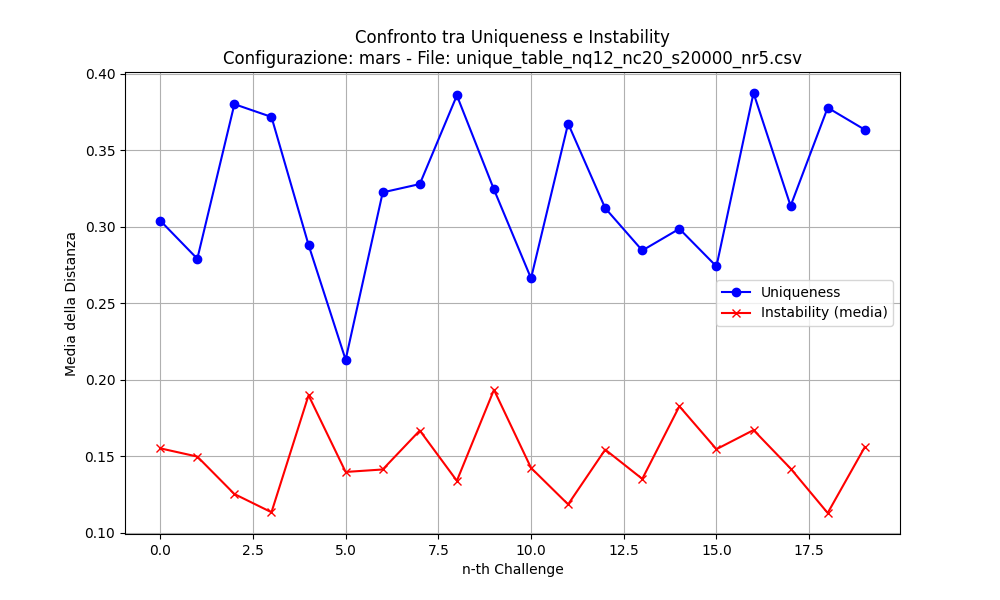 Confronto tra Uniqueness e Instability
Configurazione: mars - File: unique_table_nq12_nc20_s20000_nr5.csv
Media della Distanza
0.40
0.35
0.30
0.25
0.20
0.15
0.10
Uniqueness
Instability (media)
0.0 2.5 5.0 7.5 10.0 12.5 15.0 17.5
n-th Challenge